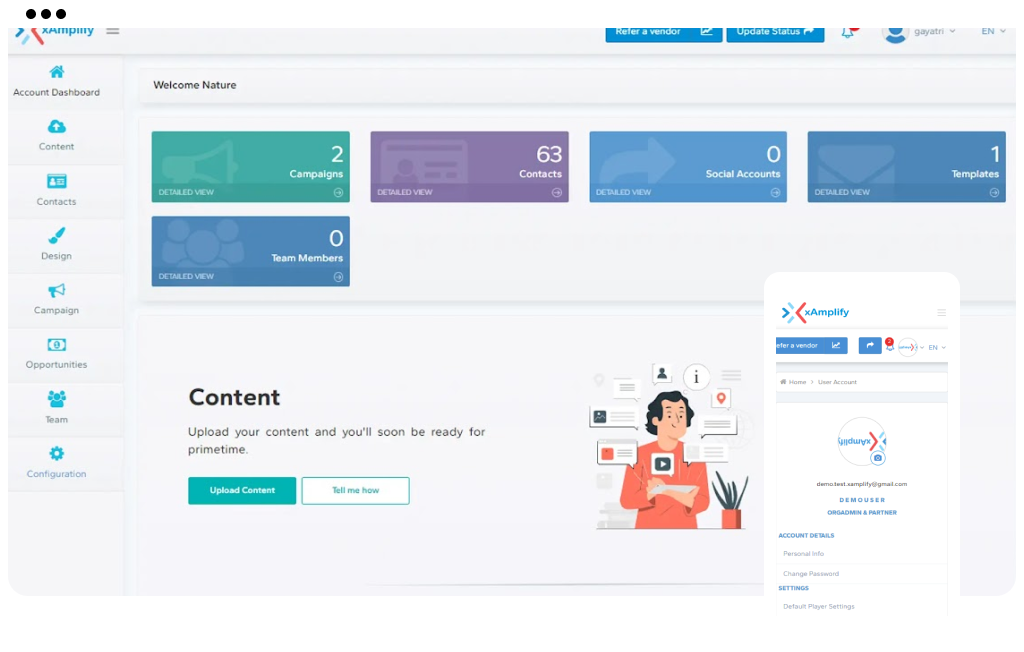 xAmplify
Refer a vendor
Update Status
gayatri
EN
Account Dashboard
Content
Contacts
Design
Campaign
Opportunities
Team
Configuration
Welcome Nature
2
Campaigns
DETAILED VIEW
63
Contacts
DETAILED VIEW
0
Social Accounts
DETAILED VIEW
1
Templates
DETAILED VIEW
0
Team Members
DETAILED VIEW
Content
Upload your content and you'll soon be ready for
primetime.
Upload Content
Tell me how
i
xAmplify
efer a vendor
2
EN
Home > User Account
xAmplify
demo.test.xamplify@gmail.com
DEMOUSER
ORGADMIN & PARTNER
ACCOUNT DETAILS
Personal Info
Change Password
SETTINGS
Default Player Settings